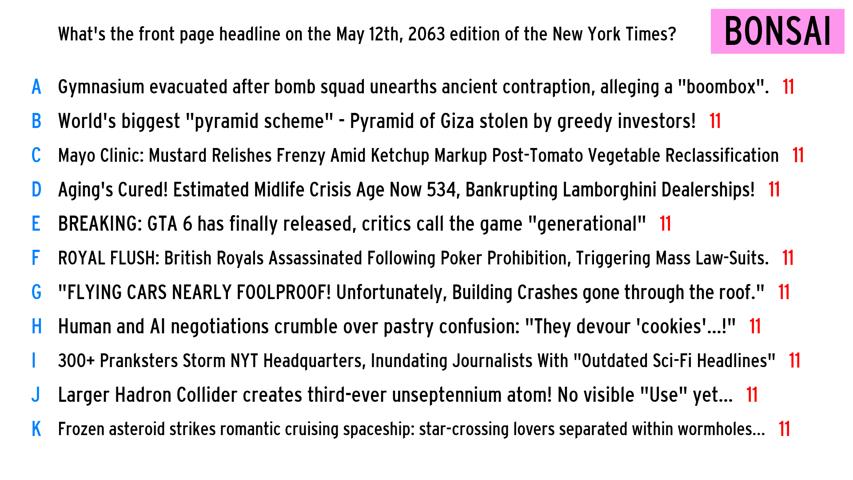 What's the front page headline on the May 12th, 2063 edition of the New York Times? BONSAI
A Gymnasium evacuated after bomb squad unearths ancient contraption, alleging a "boombox". 11
B World's biggest "pyramid scheme" - Pyramid of Giza stolen by greedy investors! 11
C Mayo Clinic: Mustard Relishes Frenzy Amid Ketchup Markup Post-Tomato Vegetable Reclassification 11
D Aging's Cured! Estimated Midlife Crisis Age Now 534, Bankrupting Lamborghini Dealerships! 11
E BREAKING: GTA 6 has finally released, critics call the game "generational" 11
F ROYAL FLUSH: British Royals Assassinated Following Poker Prohibition, Triggering Mass Law-Suits. 11
G "FLYING CARS NEARLY FOOLPROOF! Unfortunately, Building Crashes gone through the roof." 11
H Human and AI negotiations crumble over pastry confusion: "They devour 'cookies'...!" 11
I 300+ Pranksters Storm NYT Headquarters, Inundating Journalists With "Outdated Sci-Fi Headlines" 11
J Larger Hadron Collider creates third-ever unseptennium atom! No visible "Use" yet... 11
K Frozen asteroid strikes romantic cruising spaceship: star-crossing lovers separated within wormholes... 11